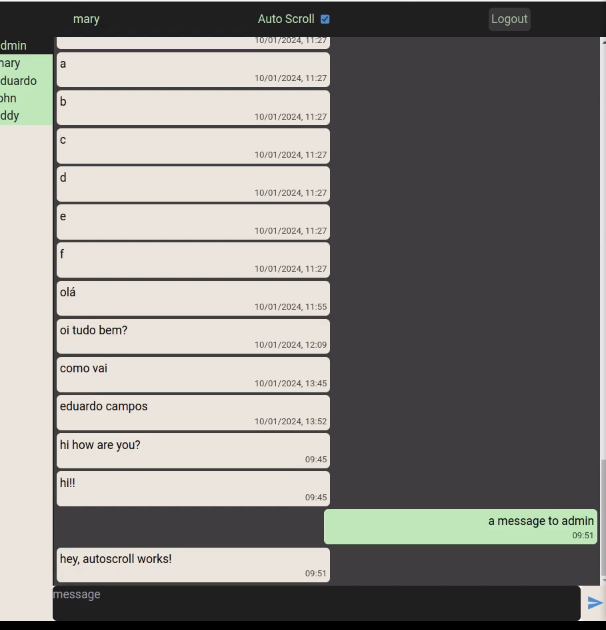 mary
Auto Scroll
Logout
dmin
nary
duardo
ohn
ddy
10/01/2024, 11:27
a
10/01/2024, 11:27
b
10/01/2024, 11:27
c
10/01/2024, 11:27
d
10/01/2024, 11:27
e
10/01/2024, 11:27
f
10/01/2024, 11:27
olá
10/01/2024, 11:55
oi tudo bem?
10/01/2024, 12:09
como vai
10/01/2024, 13:45
eduardo campos
10/01/2024, 13:52
hi how are you?
09:45
hi!!
09:45
a message to admin
09:51
hey, autoscroll works!
09:51
message